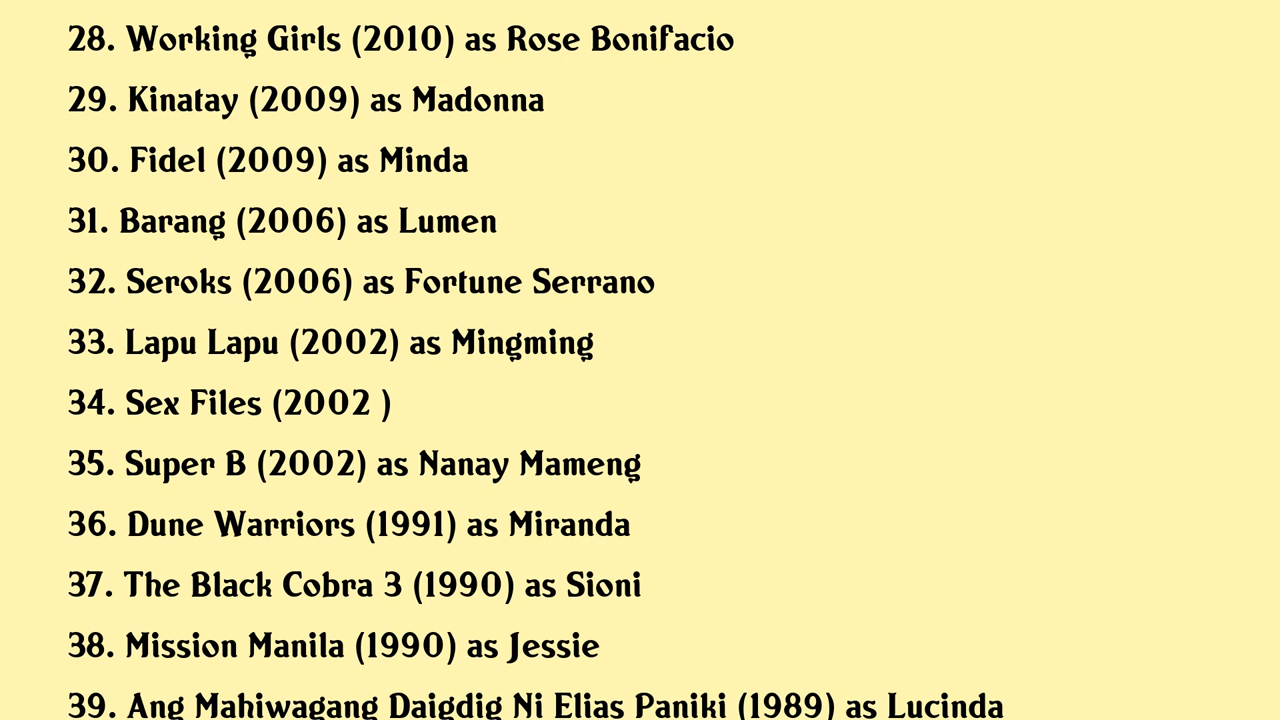 28. Working Girls (2010) as Rose Bonifacio
29. Kinatay (2009) as Madonna
30. Fidel (2009) as Minda
31. Barang (2006) as Lumen
32. Seroks (2006) as Fortune Serrano
33. Lapu Lapu (2002) as Mingming
34. Sex Files (2002 )
35. Super B (2002) as Nanay Mameng
36. Dune Warriors (1991) as Miranda
37. The Black Cobra 3 (1990) as Sioni
38. Mission Manila (1990) as Jessie
39. Ang Mahiwagang Daigdig Ni Elias Paniki (1989) as Lucinda